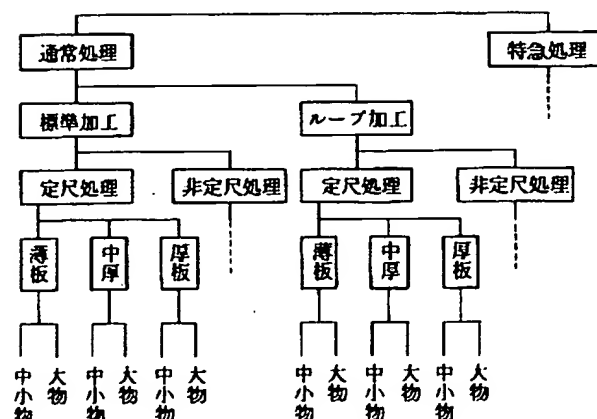 通常処理
特急処理
標準加工
ループ加工
定尺処理
非定尺処理
定尺処理
非定尺処理
薄板
中厚
厚板
薄板
中厚
厚板
中小物
大物
中小物
大物
中小物
大物
中小物
大物
中小物
大物
中小物
大物